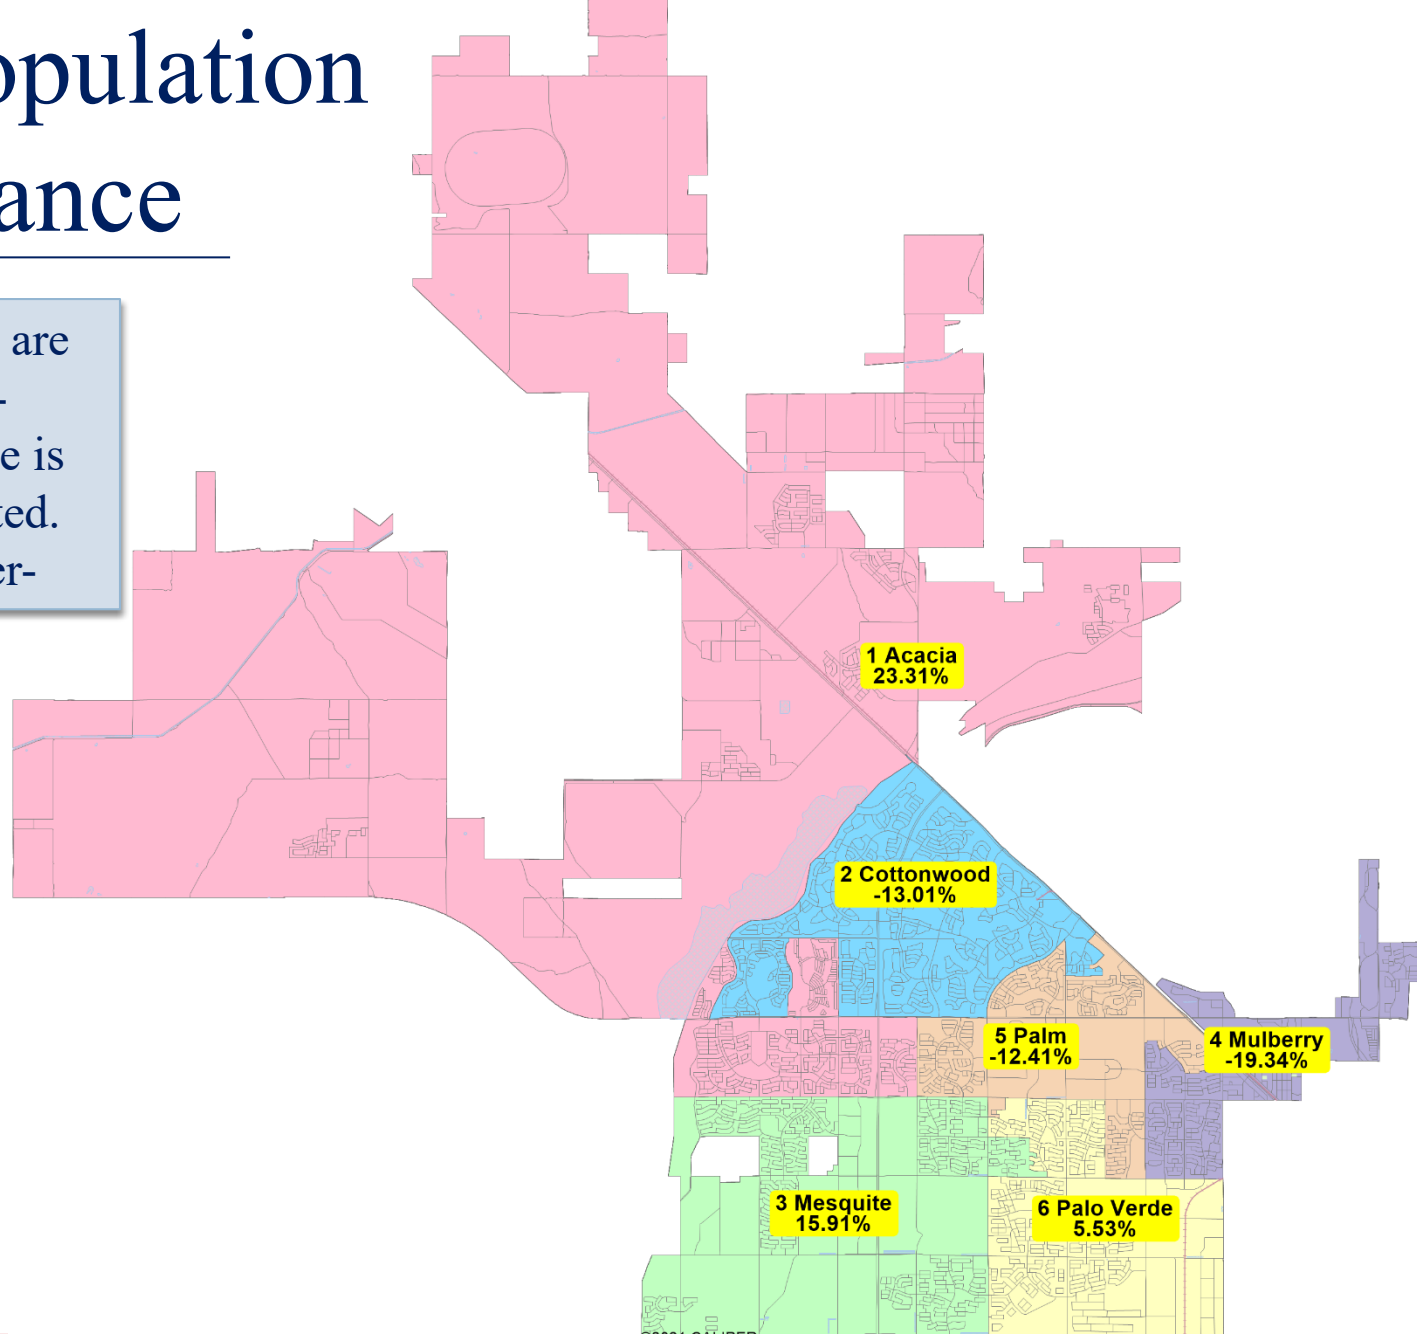 opulation
ance
are
-
e is
ted.
er-
1 Acacia
23.31%
2 Cottonwood
-13.01%
5 Palm
-12.41%
4 Mulberry
-19.34%
3 Mesquite
15.91%
6 Palo Verde
5.53%